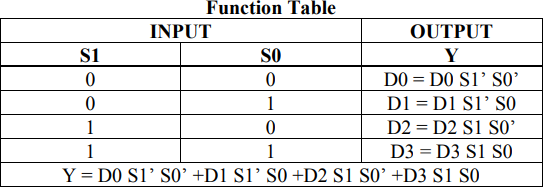 Function Table
INPUT OUTPUT
S1 S0 Y
0 0 D0 = D0 S1’ S0’
0 1 D1 = D1 S1’ S0
1 0 D2 = D2 S1 S0’
1 1 D3 = D3 S1 S0
Y = D0 S1’ S0’ +D1 S1’ S0 +D2 S1 S0’ +D3 S1 S0